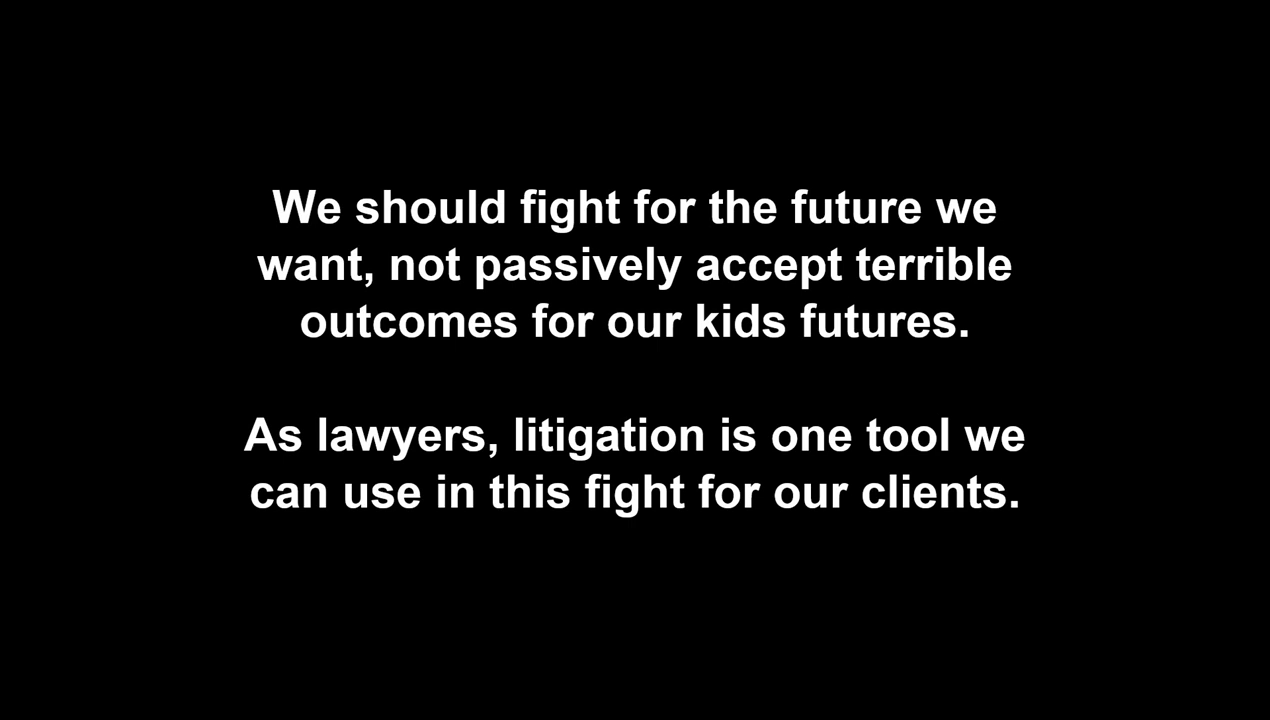 We should fight for the future we
want, not passively accept terrible
outcomes for our kids futures.
As lawyers, litigation is one tool we
can use in this fight for our clients.